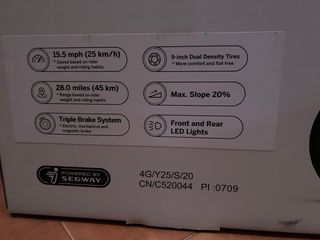 15.5 mph (25 km/h)
* Speed based on rider
weight and riding habits
9-inch Dual Density Tires
* More comfort and flat-free
28.0 miles (45 km)
* Range based on rider
weight and riding habits
Max. Slope 20%
Triple Brake System
* Electric, mechanical and
magnetic brake
Front and Rear
LED Lights
POWERED BY
SEGWAY
4G/Y25/S/20
CN/C520044 PI :0709